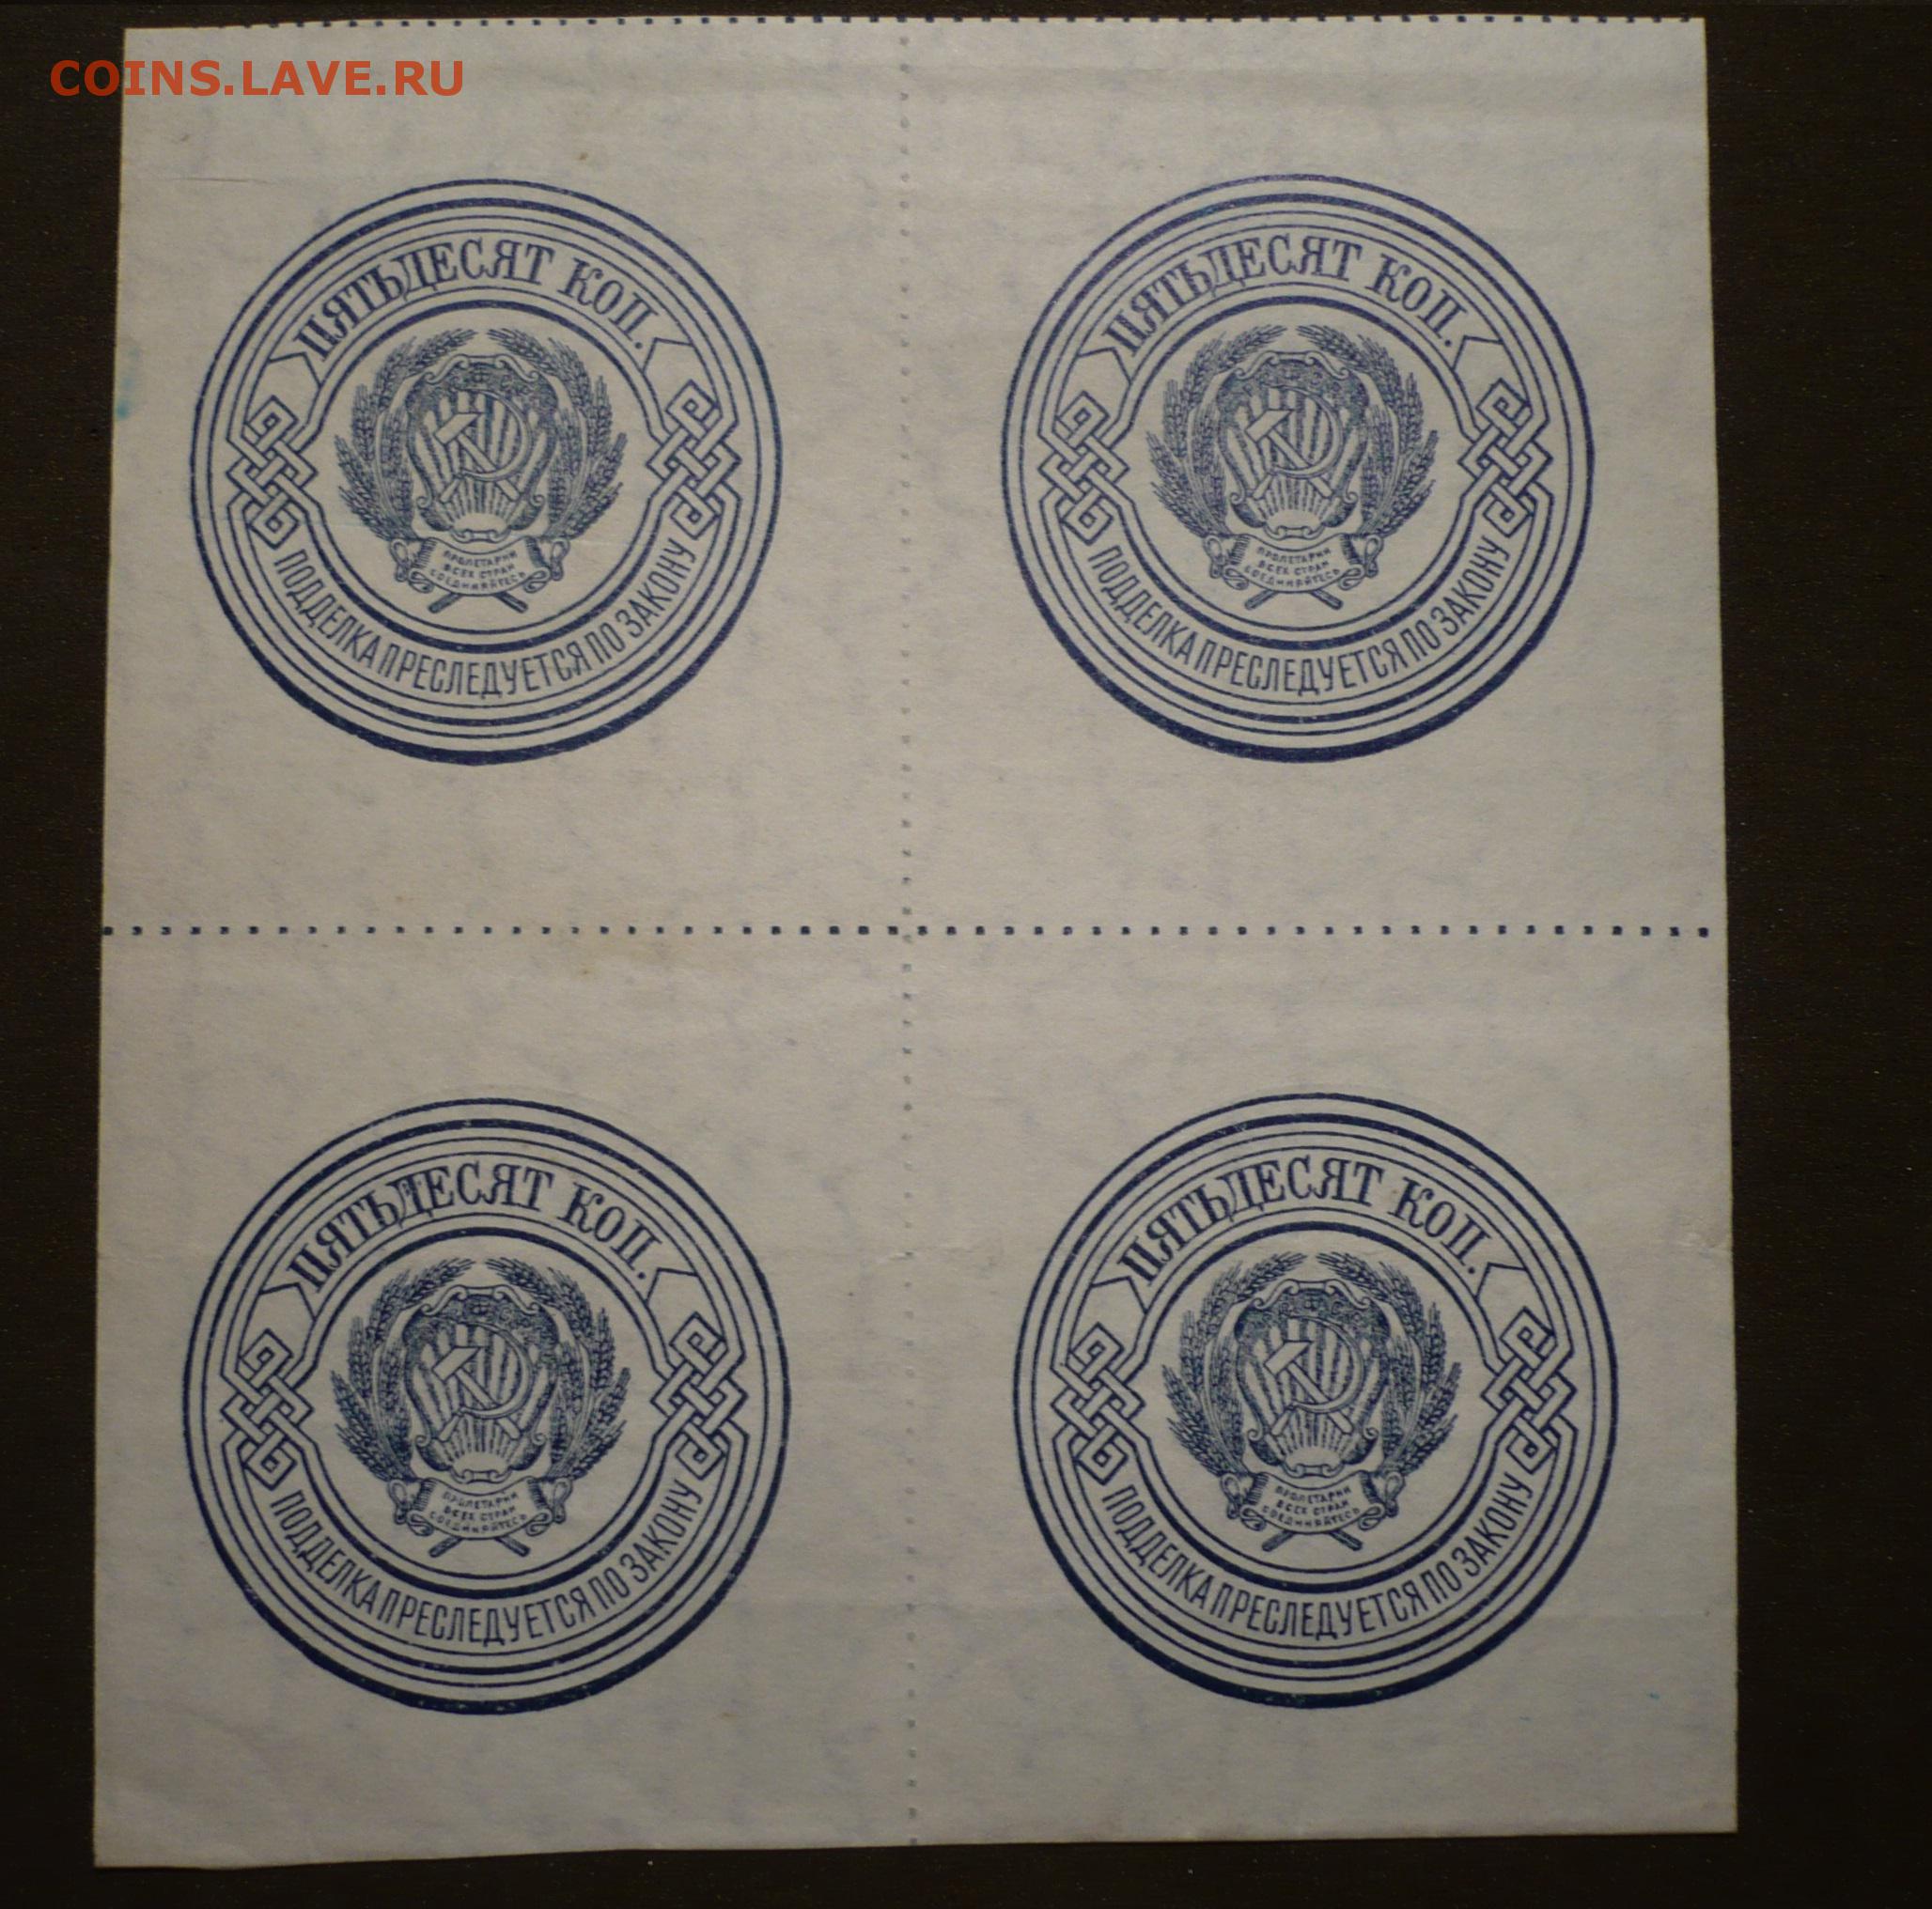 COINS.LAVE.RU
ПЯТЬДЕСЯТ КОП.
ПРОЛЕТАРИИ
ВСЕХ СТРАН
СОЕДИНЯЙТЕСЬ
ПОДДЕЛКА ПРЕСЛЕДУЕТСЯ ПО ЗАКОНУ
ПЯТЬДЕСЯТ КОП.
ПРОЛЕТАРИИ
ВСЕХ СТРАН
СОЕДИНЯЙТЕСЬ
ПОДДЕЛКА ПРЕСЛЕДУЕТСЯ ПО ЗАКОНУ
ПЯТЬДЕСЯТ КОП.
ПРОЛЕТАРИИ
ВСЕХ СТРАН
СОЕДИНЯЙТЕСЬ
ПОДДЕЛКА ПРЕСЛЕДУЕТСЯ ПО ЗАКОНУ
ПЯТЬДЕСЯТ КОП.
ПРОЛЕТАРИИ
ВСЕХ СТРАН
СОЕДИНЯЙТЕСЬ
ПОДДЕЛКА ПРЕСЛЕДУЕТСЯ ПО ЗАКОНУ